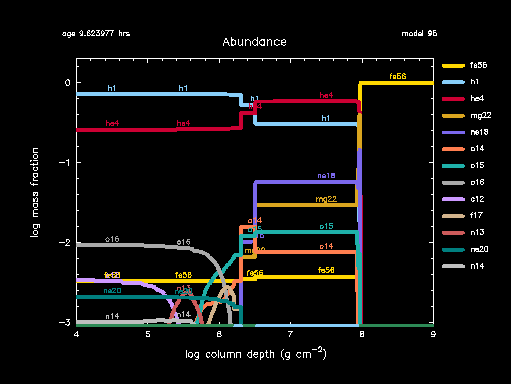 age 9.623977 hrs
model 95
Abundance
fe56
h1
h1
h1
h1
he4
he4
ne18
mg22
o14
o15
o14
o16
o16
fe56
fe56
fe56
fe56
ne20
n13
n14
n14
0
−1
−2
−3
4
5
6
7
8
9
log mass fraction
log column depth (g cm⁻²)
fe56
h1
he4
mg22
ne18
o14
o15
o16
c12
f17
n13
ne20
n14